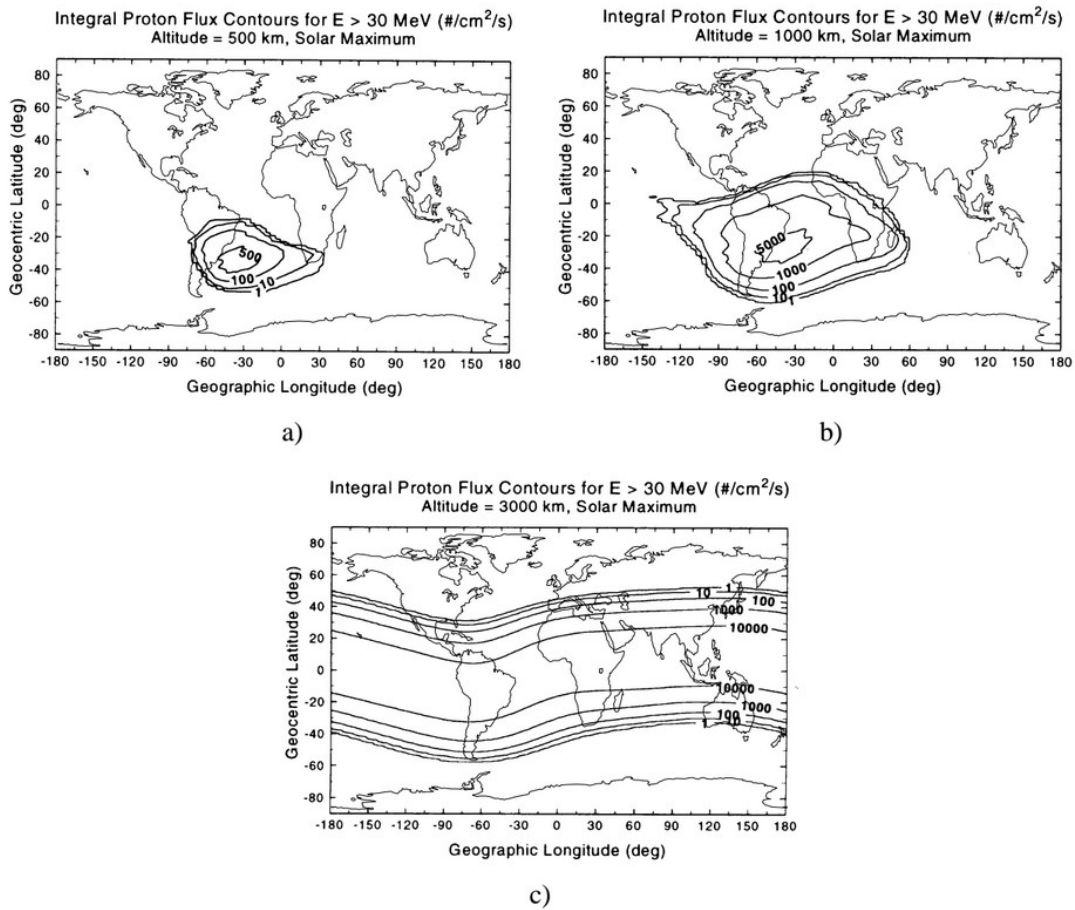 Integral Proton Flux Contours for E > 30 MeV (#/cm²/s)
Altitude = 500 km, Solar Maximum
Geocentric Latitude (deg)
80
60
40
20
0
-20
-40
-60
-80
500
100
10
1
-180 -150 -120 -90 -60 -30 0 30 60 90 120 150 180
Geographic Longitude (deg)
a)
Integral Proton Flux Contours for E > 30 MeV (#/cm²/s)
Altitude = 1000 km, Solar Maximum
Geocentric Latitude (deg)
80
60
40
20
0
-20
-40
-60
-80
5000
1000
100
10
1
-180 -150 -120 -90 -60 -30 0 30 60 90 120 150 180
Geographic Longitude (deg)
b)
Integral Proton Flux Contours for E > 30 MeV (#/cm²/s)
Altitude = 3000 km, Solar Maximum
Geocentric Latitude (deg)
80
60
40
20
0
-20
-40
-60
-80
1
10
100
1000
10000
10000
1000
100
1 10
-180 -150 -120 -90 -60 -30 0 30 60 90 120 150 180
Geographic Longitude (deg)
c)